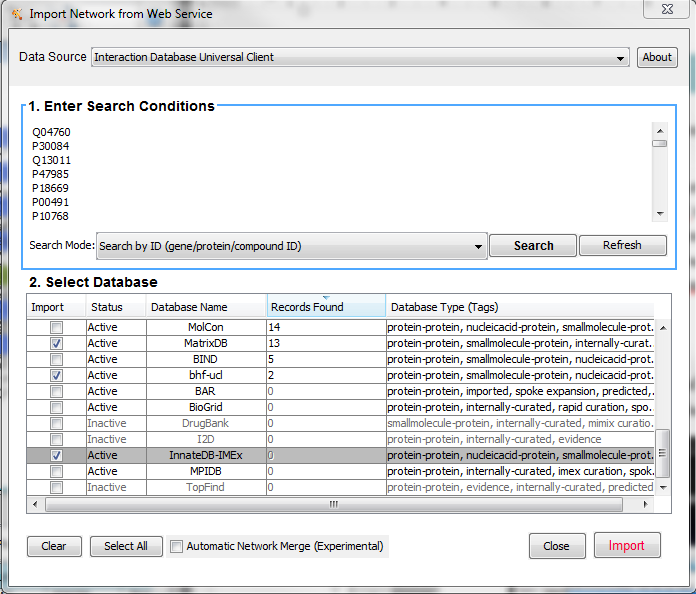 Import Network from Web Service
Data Source Interaction Database Universal Client About
1. Enter Search Conditions
Q04760
P30084
Q13011
P47985
P18669
P00491
P10768
Search Mode: Search by ID (gene/protein/compound ID) Search Refresh
2. Select Database
Import Status Database Name Records Found Database Type (Tags)
Active MolCon 14 protein-protein, nucleicacid-protein, smallmolecule-prot...
Active MatrixDB 13 protein-protein, smallmolecule-protein, internally-curat...
Active BIND 5 protein-protein, smallmolecule-protein, nucleicacid-prot...
Active bhf-ucl 2 protein-protein, smallmolecule-protein, nucleicacid-prot...
Active BAR 0 protein-protein, imported, spoke expansion, predicted,...
Active BioGrid 0 protein-protein, internally-curated, rapid curation, spo...
Inactive DrugBank 0 smallmolecule-protein, internally-curated, mimix curatio...
Inactive I2D 0 protein-protein, internally-curated, evidence
Active InnateDB-IMEx 0 protein-protein, nucleicacid-protein, smallmolecule-prot...
Active MPIDB 0 protein-protein, internally-curated, imex curation, spok...
Inactive TopFind 0 protein-protein, evidence, internally-curated, predicted
Clear Select All Automatic Network Merge (Experimental) Close Import